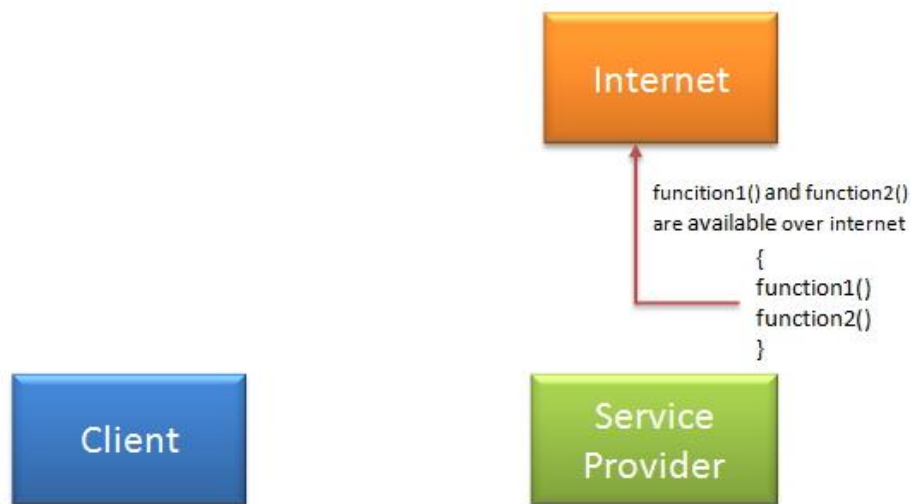 Internet
funcition1() and function2()
are available over internet
{
function1()
function2()
}
Client
Service
Provider